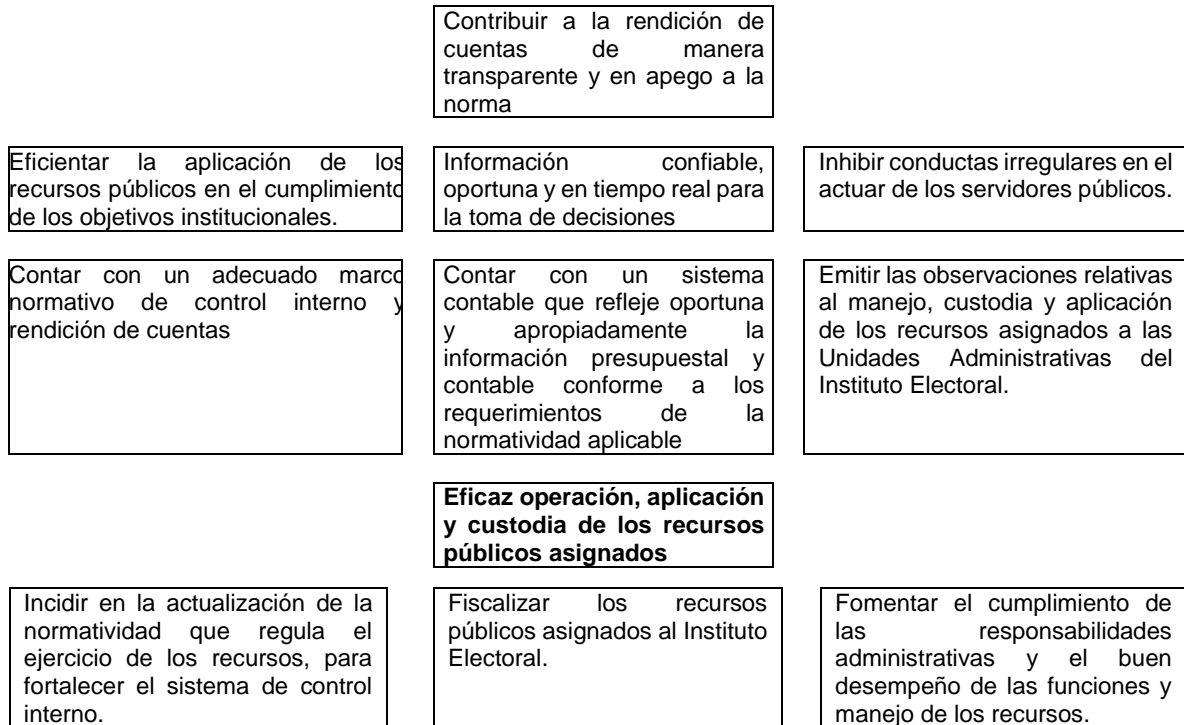 Contribuir a la rendición de
cuentas de manera
transparente y en apego a la
norma
Eficientar la aplicación de los
recursos públicos en el cumplimiento
de los objetivos institucionales.
Información confiable,
oportuna y en tiempo real para
la toma de decisiones
Inhibir conductas irregulares en el
actuar de los servidores públicos.
Contar con un adecuado marco
normativo de control interno y
rendición de cuentas
Contar con un sistema
contable que refleje oportuna
y apropiadamente la
información presupuestal y
contable conforme a los
requerimientos de la
normatividad aplicable
Emitir las observaciones relativas
al manejo, custodia y aplicación
de los recursos asignados a las
Unidades Administrativas del
Instituto Electoral.
Eficaz operación, aplicación
y custodia de los recursos
públicos asignados
Incidir en la actualización de la
normatividad que regula el
ejercicio de los recursos, para
fortalecer el sistema de control
interno.
Fiscalizar los recursos
públicos asignados al Instituto
Electoral.
Fomentar el cumplimiento de
las responsabilidades
administrativas y el buen
desempeño de las funciones y
manejo de los recursos.